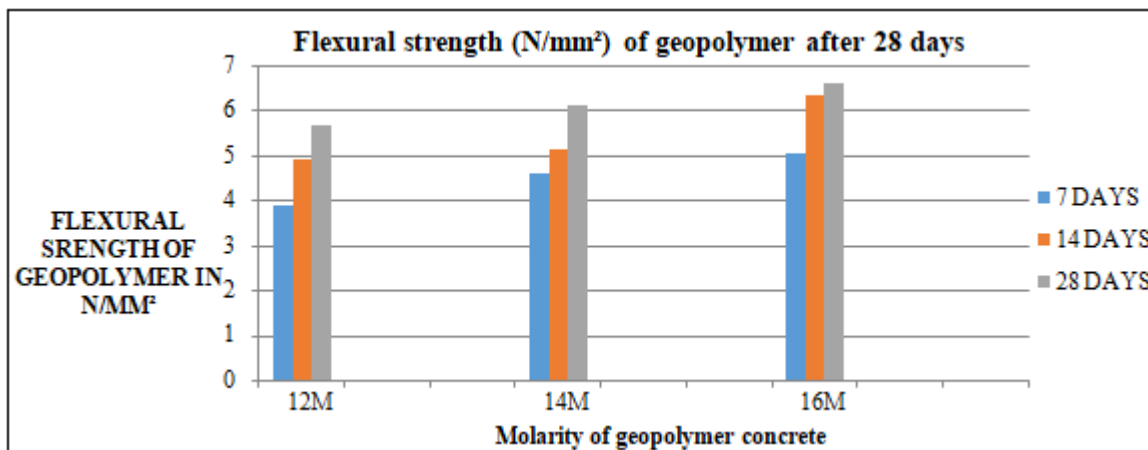 Flexural strength (N/mm²) of geopolymer after 28 days
7
6
5
4
3
2
1
0
FLEXURAL
SRENGTH OF
GEOPOLYMER IN
N/MM²
12M
14M
16M
Molarity of geopolymer concrete
7 DAYS
14 DAYS
28 DAYS